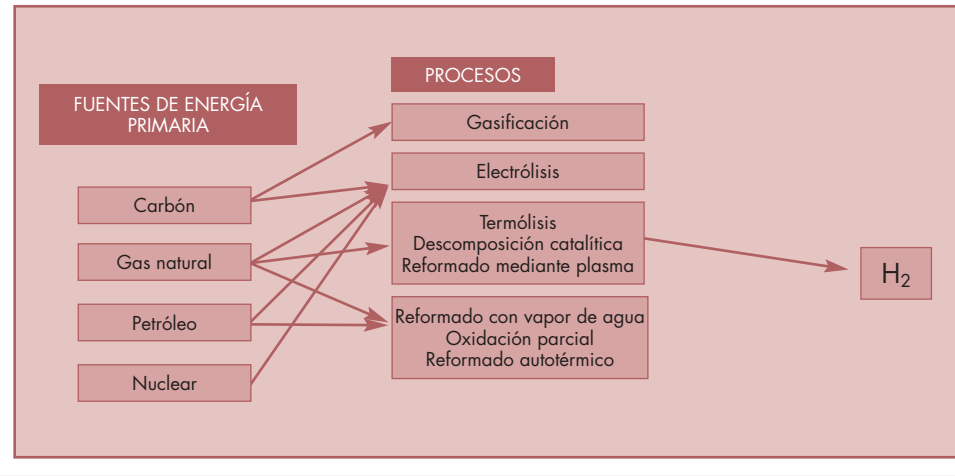 FUENTES DE ENERGÍA
PRIMARIA
Carbón
Gas natural
Petróleo
Nuclear
PROCESOS
Gasificación
Electrólisis
Termólisis
Descomposición catalítica
Reformado mediante plasma
Reformado con vapor de agua
Oxidación parcial
Reformado autotérmico
H₂